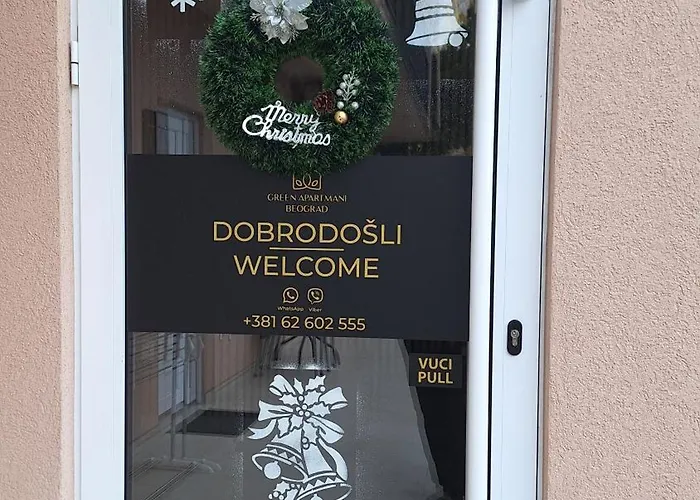 Merry
Christmas
GREEN APARTMANI
BEOGRAD
DOBRODOŠLI
WELCOME
WhatsApp Viber
+381 62 602 555
VUCI
PULL